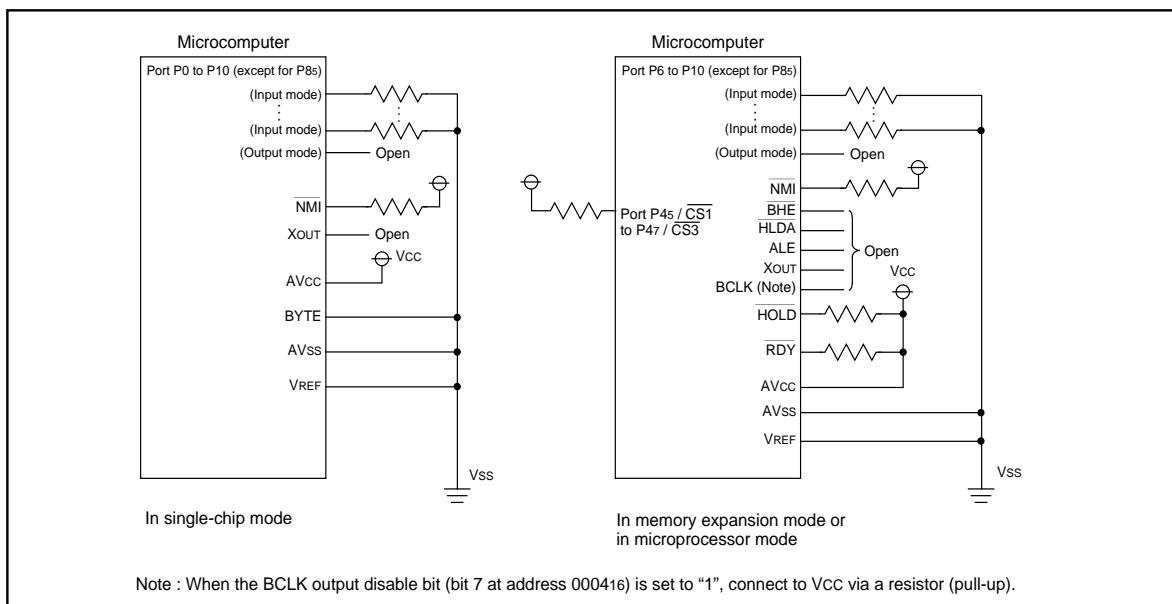 Microcomputer
Port P0 to P10 (except for P85)
(Input mode)
(Input mode)
(Output mode)
Open
NMI
XOUT
Open
VCC
AVCC
BYTE
AVSS
VREF
VSS
In single-chip mode
Microcomputer
Port P6 to P10 (except for P85)
(Input mode)
(Input mode)
(Output mode)
Open
NMI
Port P45 / CS1
to P47 / CS3
BHE
HLDA
ALE
XOUT
BCLK (Note)
Open
VCC
HOLD
RDY
AVCC
AVSS
VREF
VSS
In memory expansion mode or
in microprocessor mode
Note : When the BCLK output disable bit (bit 7 at address 000416) is set to “1”, connect to VCC via a resistor (pull-up).